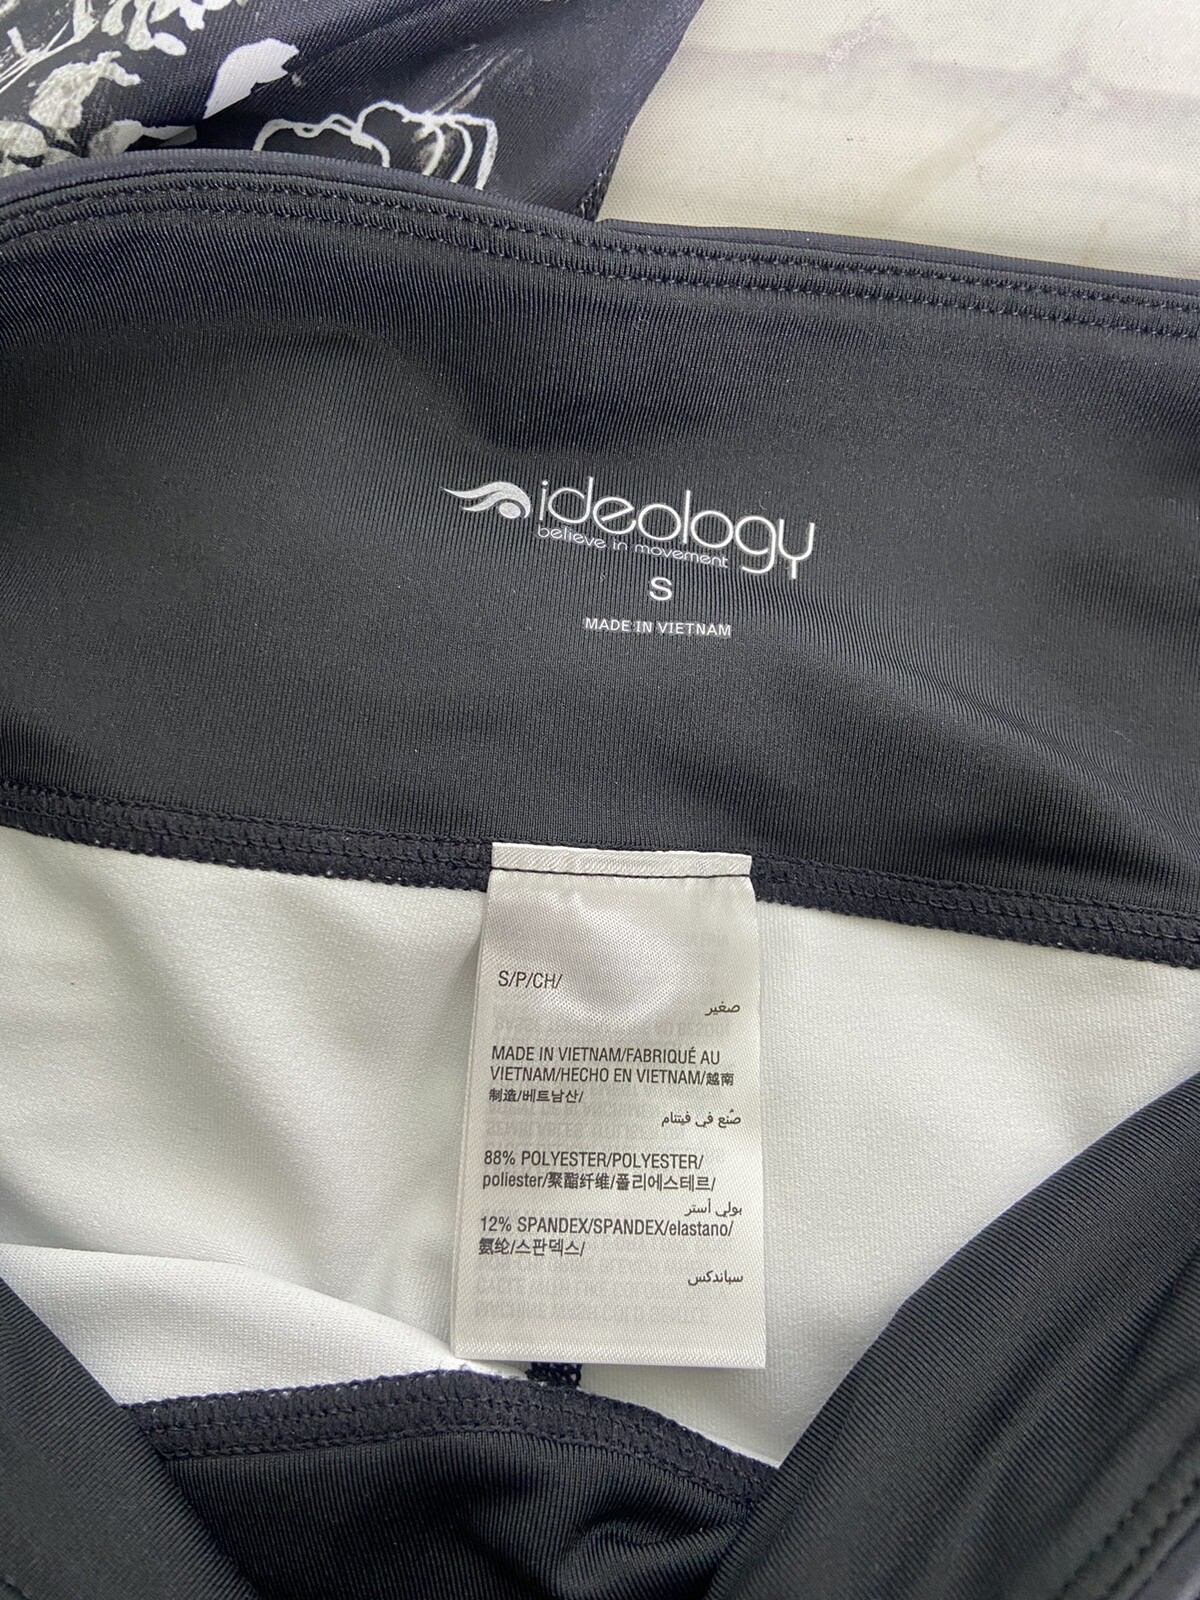 ideology
believe in movement
S
MADE IN VIETNAM
S/P/CH/
صغير
MADE IN VIETNAM/FABRIQUÉ AU
VIETNAM/HECHO EN VIETNAM/越南
制造/베트남산/
صُنع في فيتنام
88% POLYESTER/POLYESTER/
poliester/聚酯纤维/폴리에스테르/
بولي أستر
12% SPANDEX/SPANDEX/elastano/
氨纶/스판덱스/
سباندكس